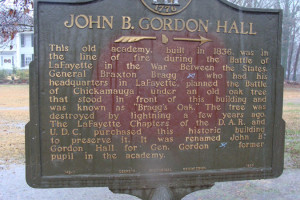 1776
JOHN B. GORDON HALL
This old academy, built in 1836, was in
the line of fire during the Battle of
LaFayette in the War Between the States.
General Braxton Bragg who had his
headquarters in LaFayette, planned the Battle
of Chickamauga under an old oak tree
that stood in front of this building and
was known as "Bragg's Oak." The tree was
destroyed by lightning a few years ago.
The LaFayette Chapters of the D.A.R. and
U.D.C. purchased this historic building
to preserve it. It was renamed John B.
Gordon Hall for Gen. Gordon former
pupil in the academy.